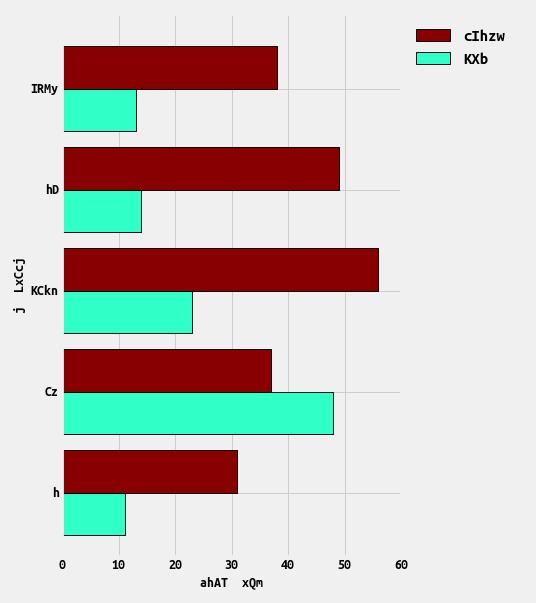 cIhzw
KXb
IRMy
hD
KCkn
Cz
h
j  LxCcj
0 10 20 30 40 50 60
ahAT  xQm